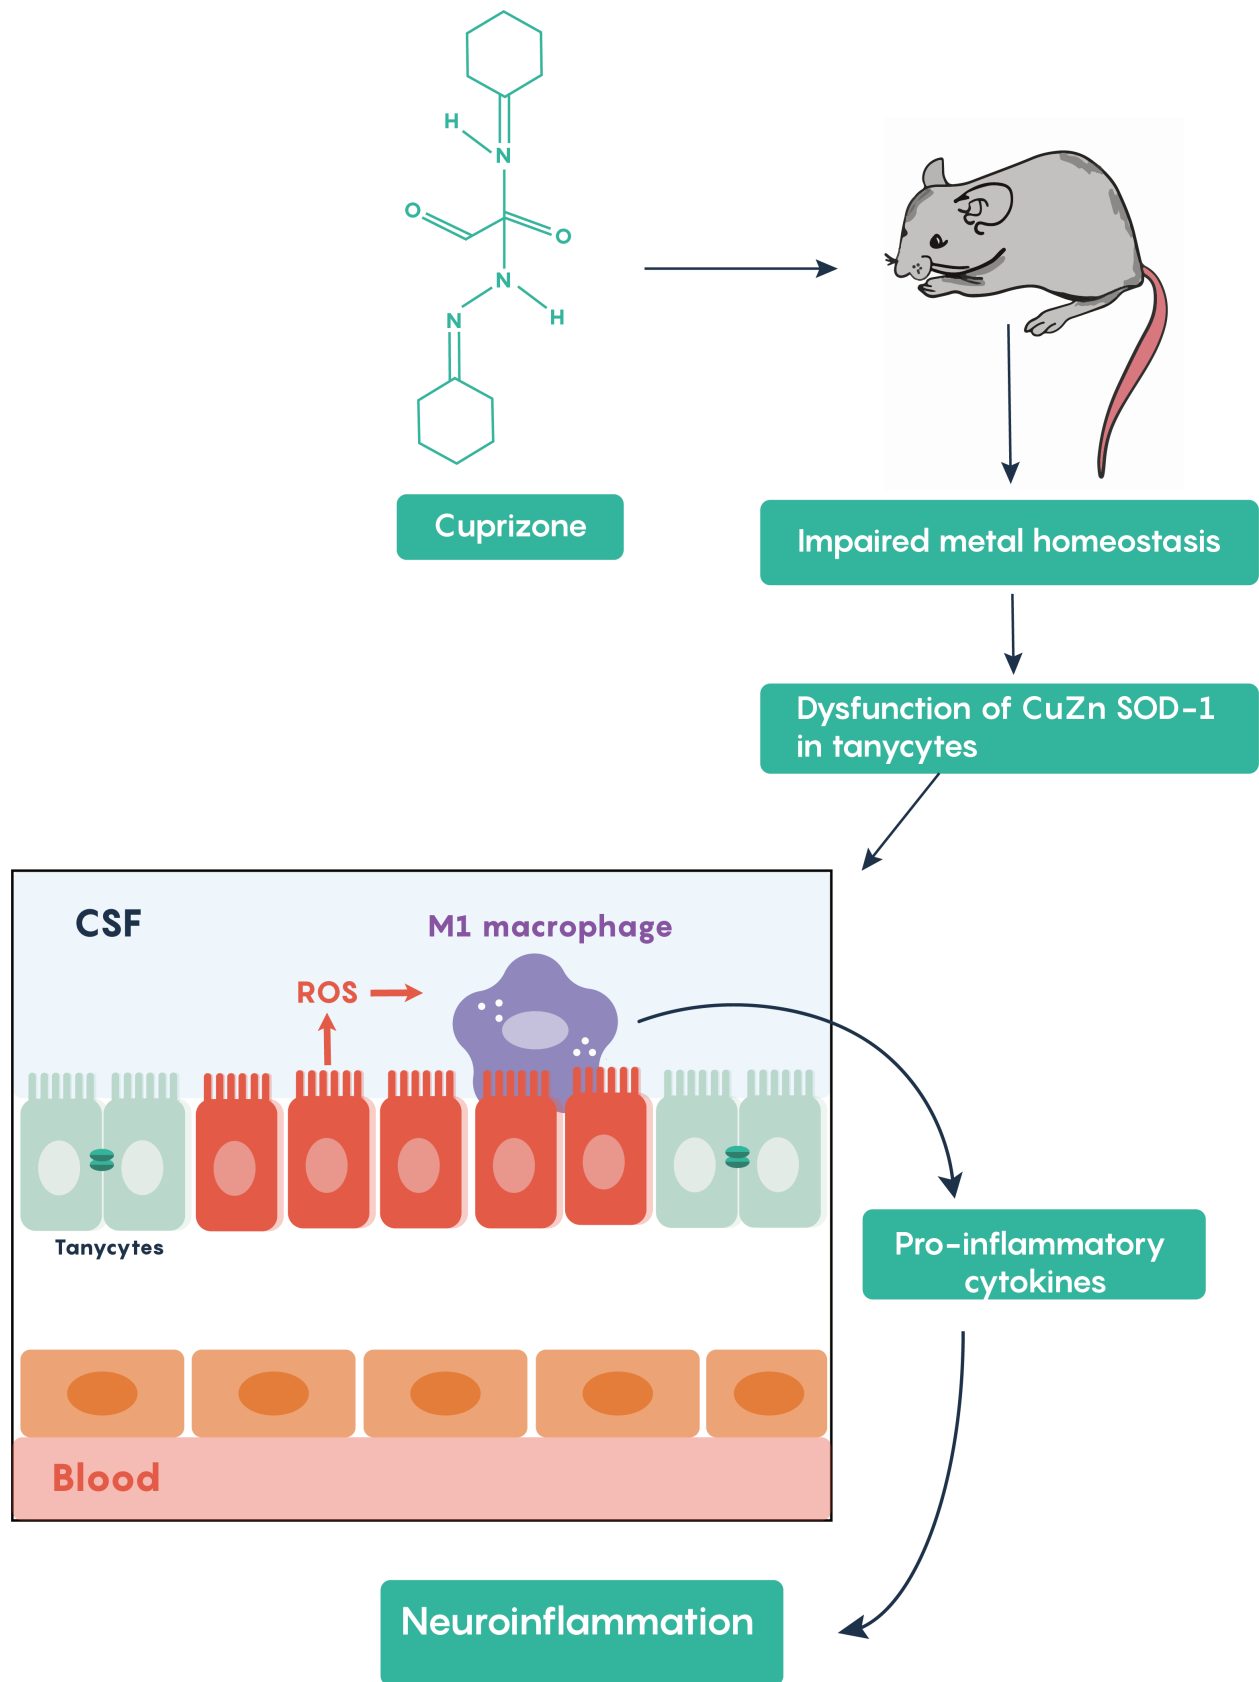 H
N
O
O
N
N
H
Cuprizone
Impaired metal homeostasis
Dysfunction of CuZn SOD-1
in tanycytes
CSF
M1 macrophage
ROS
Tanycytes
Pro-inflammatory
cytokines
Blood
Neuroinflammation